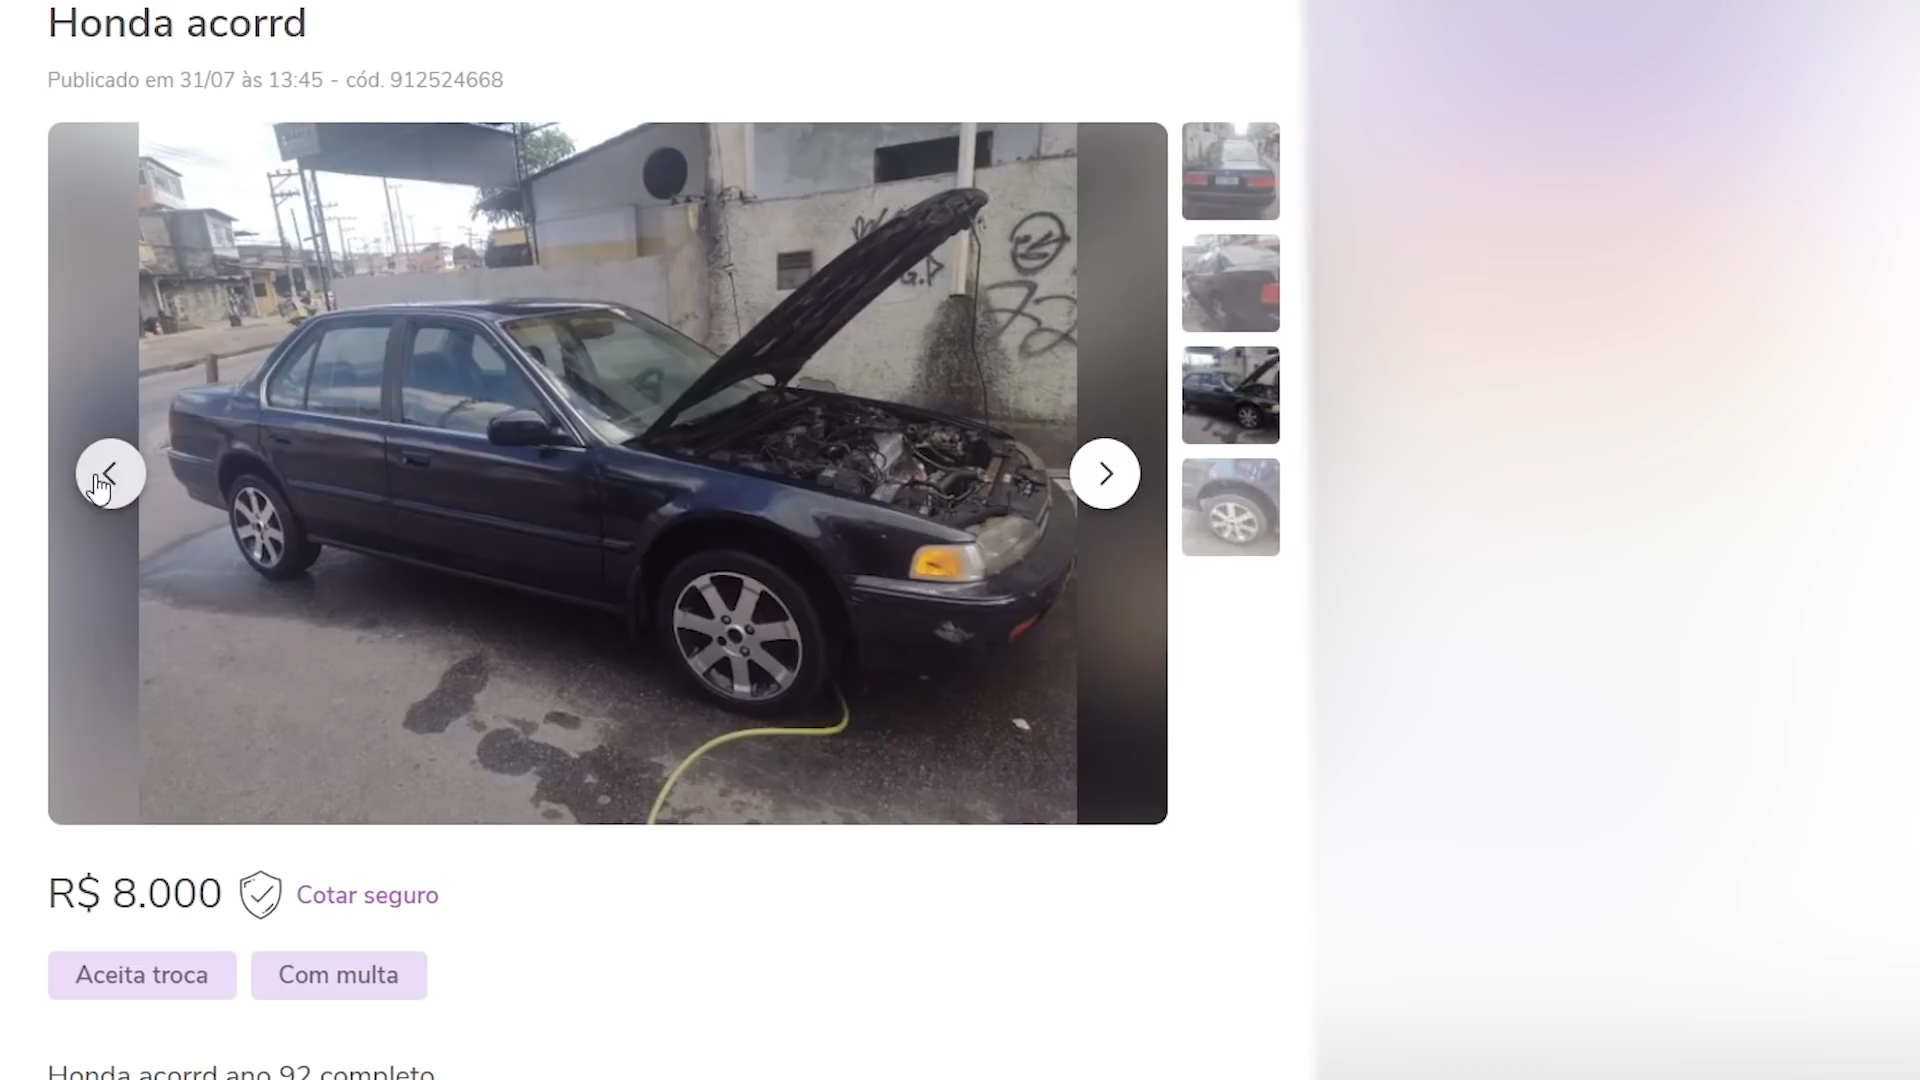 Honda acorrd
Publicado em 31/07 às 13:45 - cód. 912524668
R$ 8.000
Cotar seguro
Aceita troca
Com multa
Honda acorrd ano 92 completo